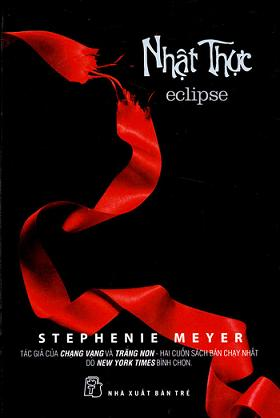 Nhật Thực
eclipse
STEPHENIE MEYER
TÁC GIẢ CỦA CHẠNG VẠNG VÀ TRĂNG NON - HAI CUỐN SÁCH BÁN CHẠY NHẤT
DO NEW YORK TIMES BÌNH CHỌN.
NHÀ XUẤT BẢN TRẺ